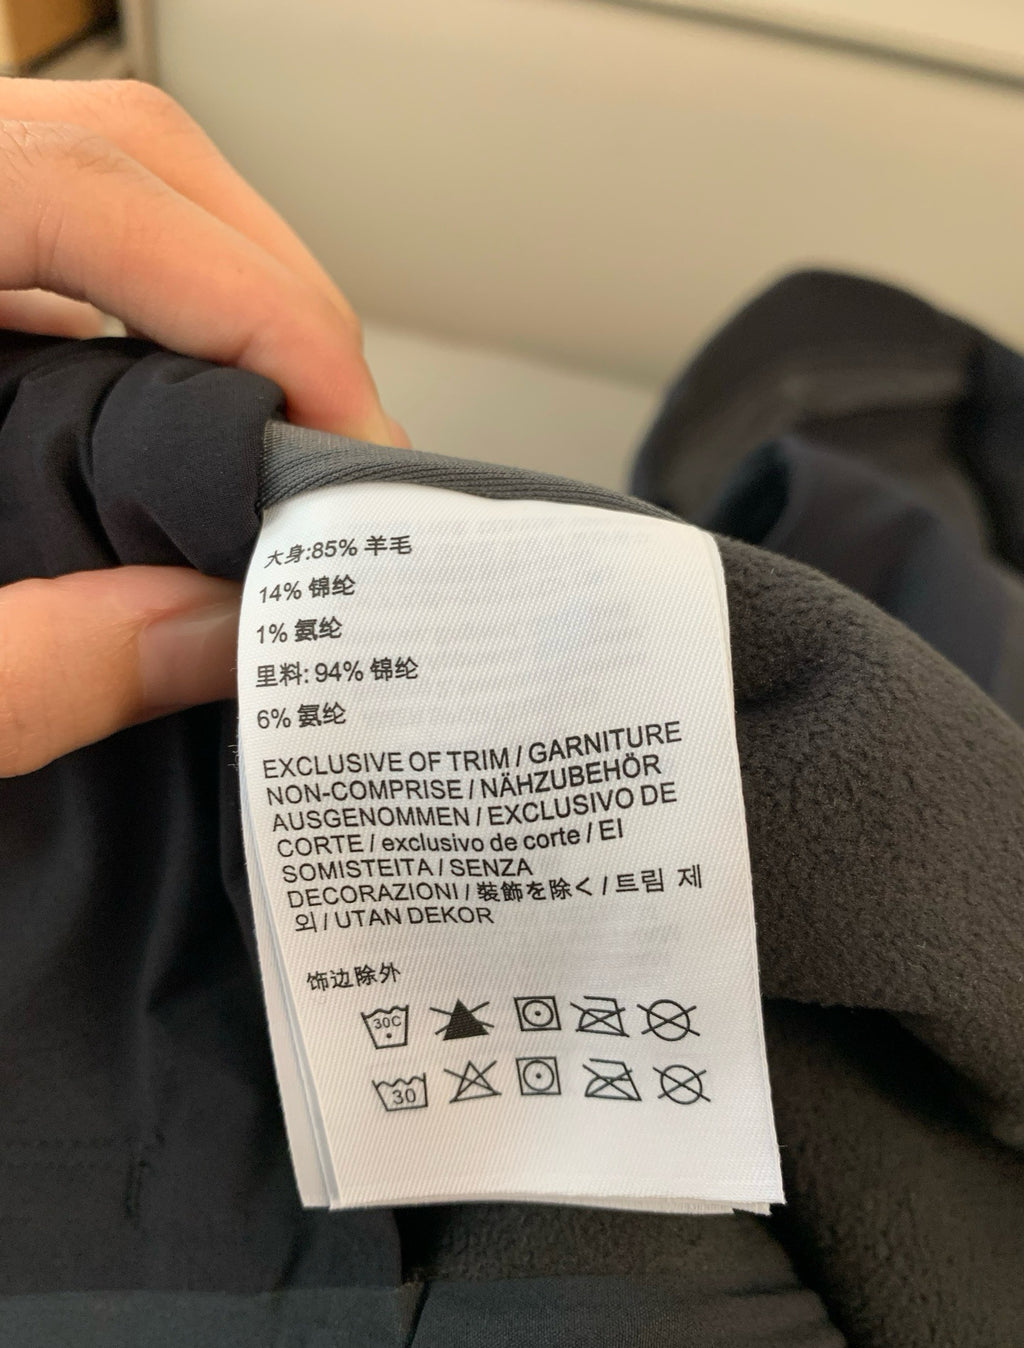 大身:85% 羊毛
14% 锦纶
1% 氨纶
里料: 94% 锦纶
6% 氨纶
EXCLUSIVE OF TRIM / GARNITURE
NON-COMPRISE / NÄHZUBEHÖR
AUSGENOMMEN / EXCLUSIVO DE
CORTE / exclusivo de corte / EI
SOMISTEITA / SENZA
DECORAZIONI / 裝飾を除く / 트림 제
외 / UTAN DEKOR
饰边除外
30C
30